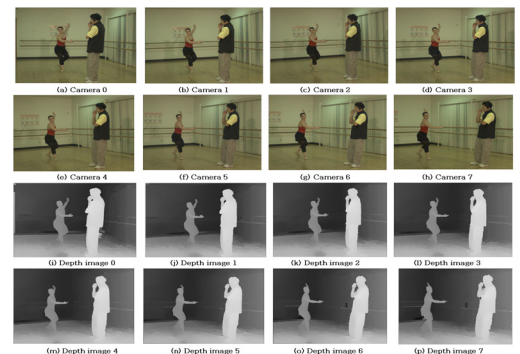 (a) Camera 0 (b) Camera 1 (c) Camera 2 (d) Camera 3
(e) Camera 4 (f) Camera 5 (g) Camera 6 (h) Camera 7
(i) Depth image 0 (j) Depth image 1 (k) Depth image 2 (l) Depth image 3
(m) Depth image 4 (n) Depth image 5 (o) Depth image 6 (p) Depth image 7